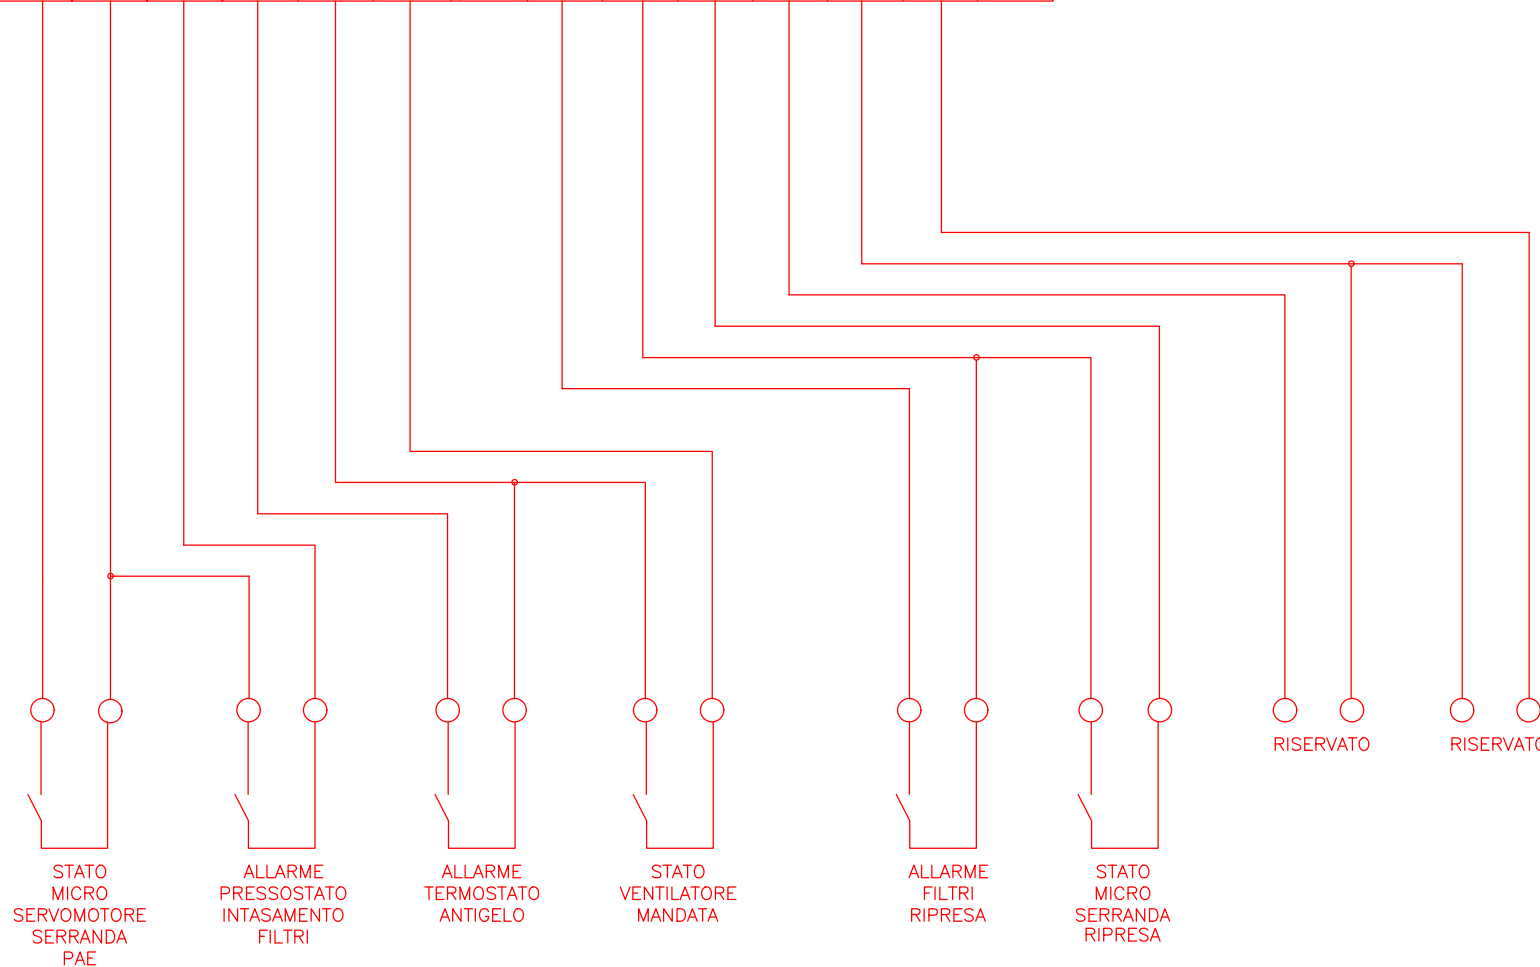 RISERVATO
RISERVATO
STATO
MICRO
SERVOMOTORE
SERRANDA
PAE
ALLARME
PRESSOSTATO
INTASAMENTO
FILTRI
ALLARME
TERMOSTATO
ANTIGELO
STATO
VENTILATORE
MANDATA
ALLARME
FILTRI
RIPRESA
STATO
MICRO
SERRANDA
RIPRESA